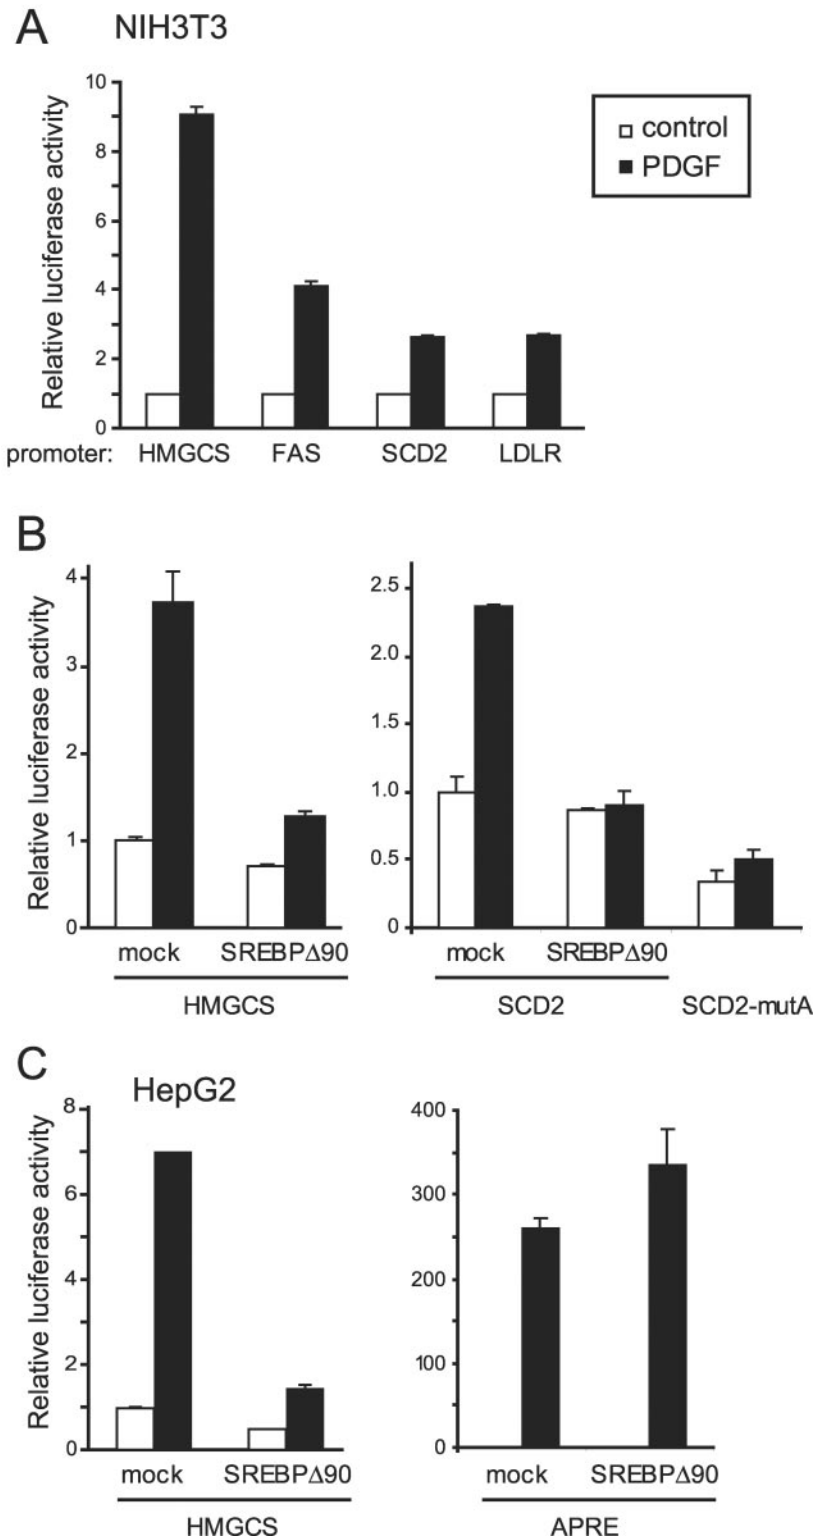 A NIH3T3
Relative luciferase activity
10
8
6
4
2
0
control
PDGF
promoter: HMGCS FAS SCD2 LDLR
B
Relative luciferase activity
4
3
2
1
0
mock SREBPΔ90
HMGCS
2.5
2.0
1.5
1.0
0.5
0
mock SREBPΔ90
SCD2 SCD2-mutA
C HepG2
Relative luciferase activity
8
6
4
2
0
mock SREBPΔ90
HMGCS
400
300
200
100
0
mock SREBPΔ90
APRE